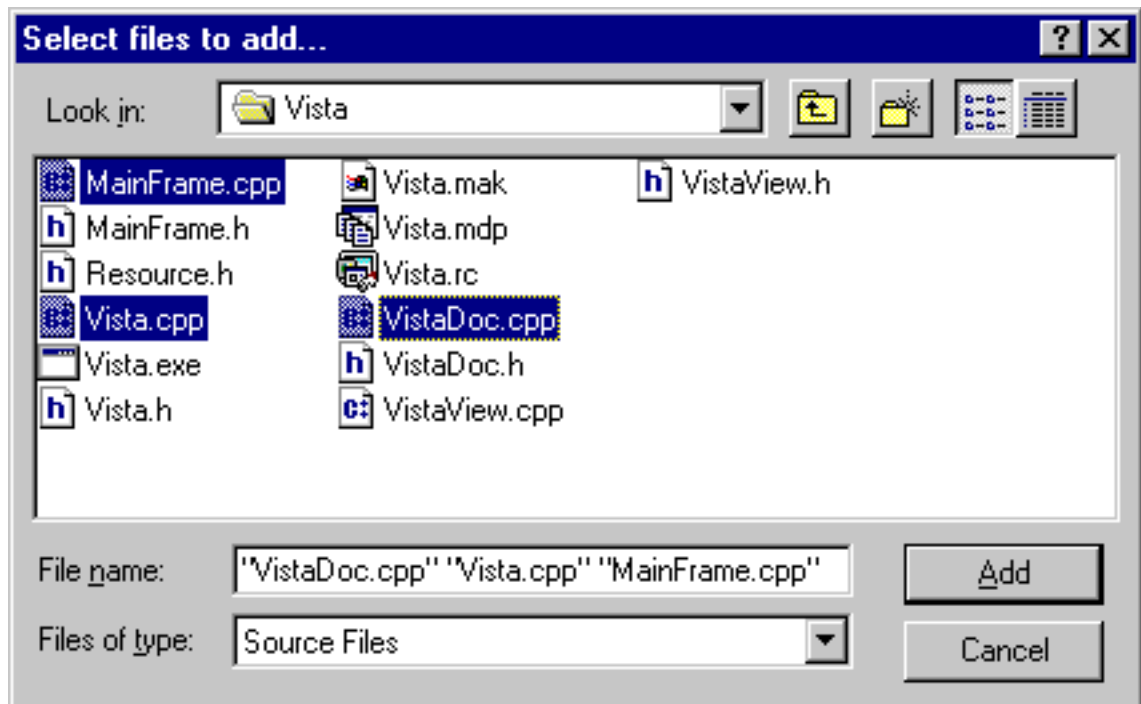 Select files to add...
Look in: Vista
MainFrame.cpp Vista.mak VistaView.h
MainFrame.h Vista.mdp
Resource.h Vista.rc
Vista.cpp VistaDoc.cpp
Vista.exe VistaDoc.h
Vista.h VistaView.cpp
File name: "VistaDoc.cpp" "Vista.cpp" "MainFrame.cpp" Add
Files of type: Source Files Cancel